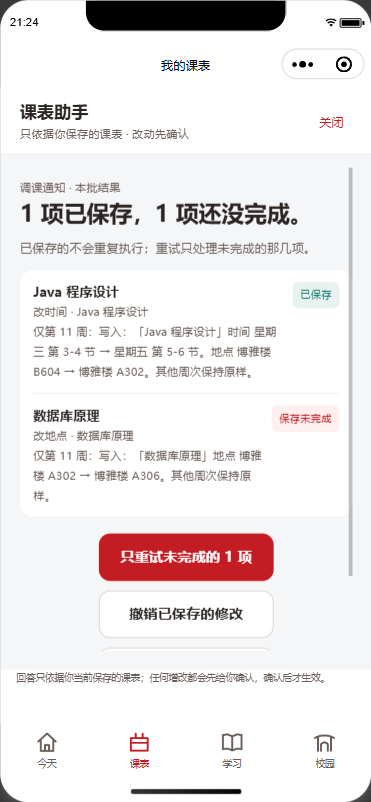 21:24
我的课表
课表助手
只依据你保存的课表 · 改动先确认
关闭
调课通知 · 本批结果
1 项已保存，1 项还没完成。
已保存的不会重复执行；重试只处理未完成的那几项。
Java 程序设计
已保存
改时间 · Java 程序设计
仅第 11 周：写入：「Java 程序设计」时间 星期
三 第 3-4 节 → 星期五 第 5-6 节。地点 博雅楼
B604 → 博雅楼 A302。其他周次保持原样。
数据库原理
保存未完成
改地点 · 数据库原理
仅第 11 周：写入：「数据库原理」地点 博雅
楼 A302 → 博雅楼 A306。其他周次保持原
样。
只重试未完成的 1 项
撤销已保存的修改
回答只依据你当前保存的课表；任何增改都会先给你确认，确认后才生效。
今天
课表
学习
校园